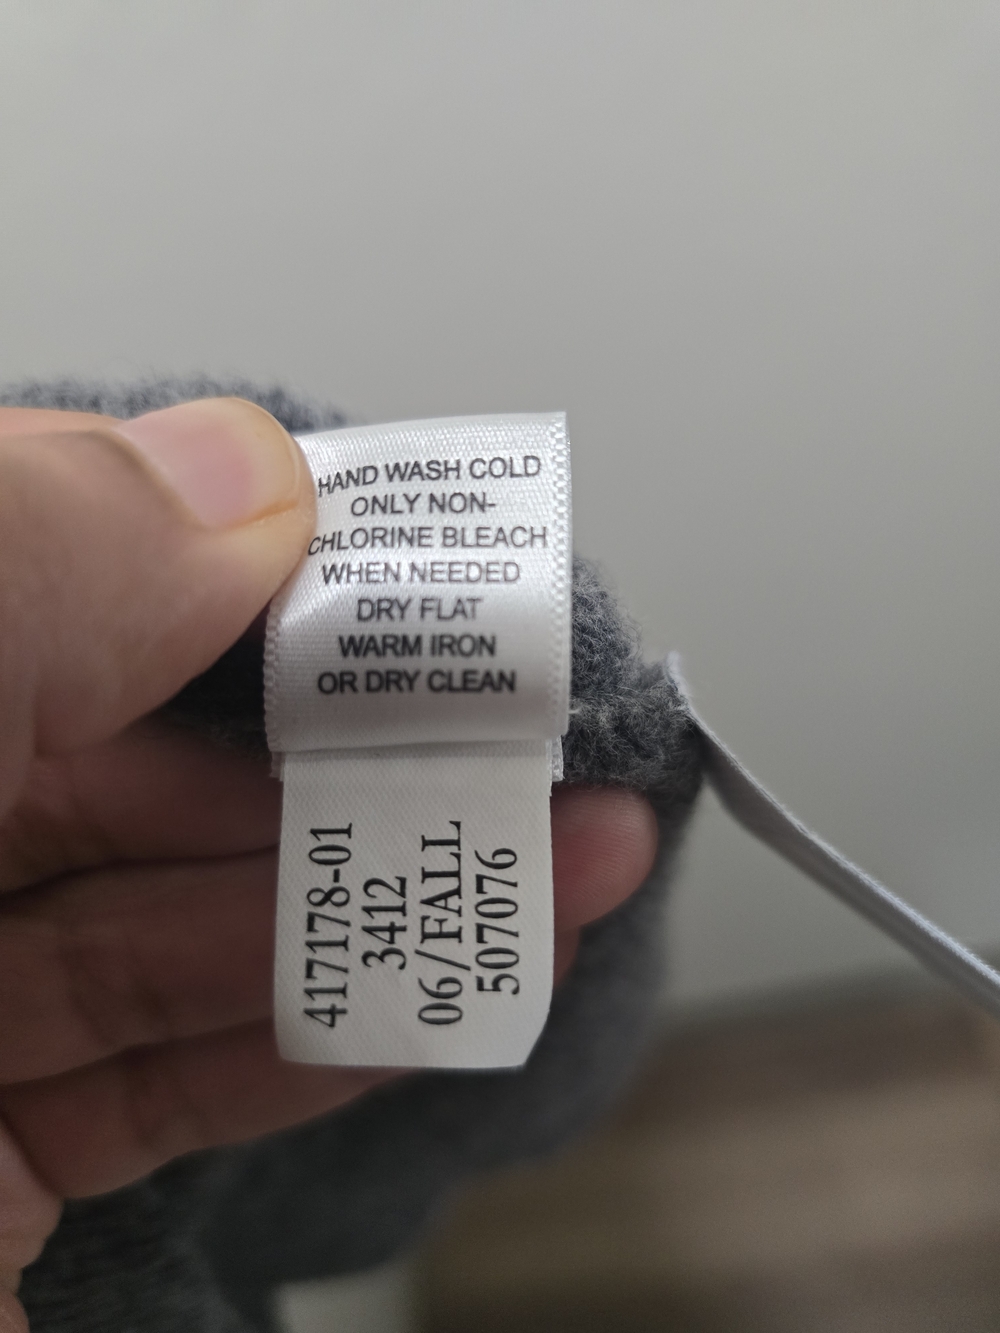 HAND WASH COLD
ONLY NON-
CHLORINE BLEACH
WHEN NEEDED
DRY FLAT
WARM IRON
OR DRY CLEAN
417178-01
3412
06/FALL
507076